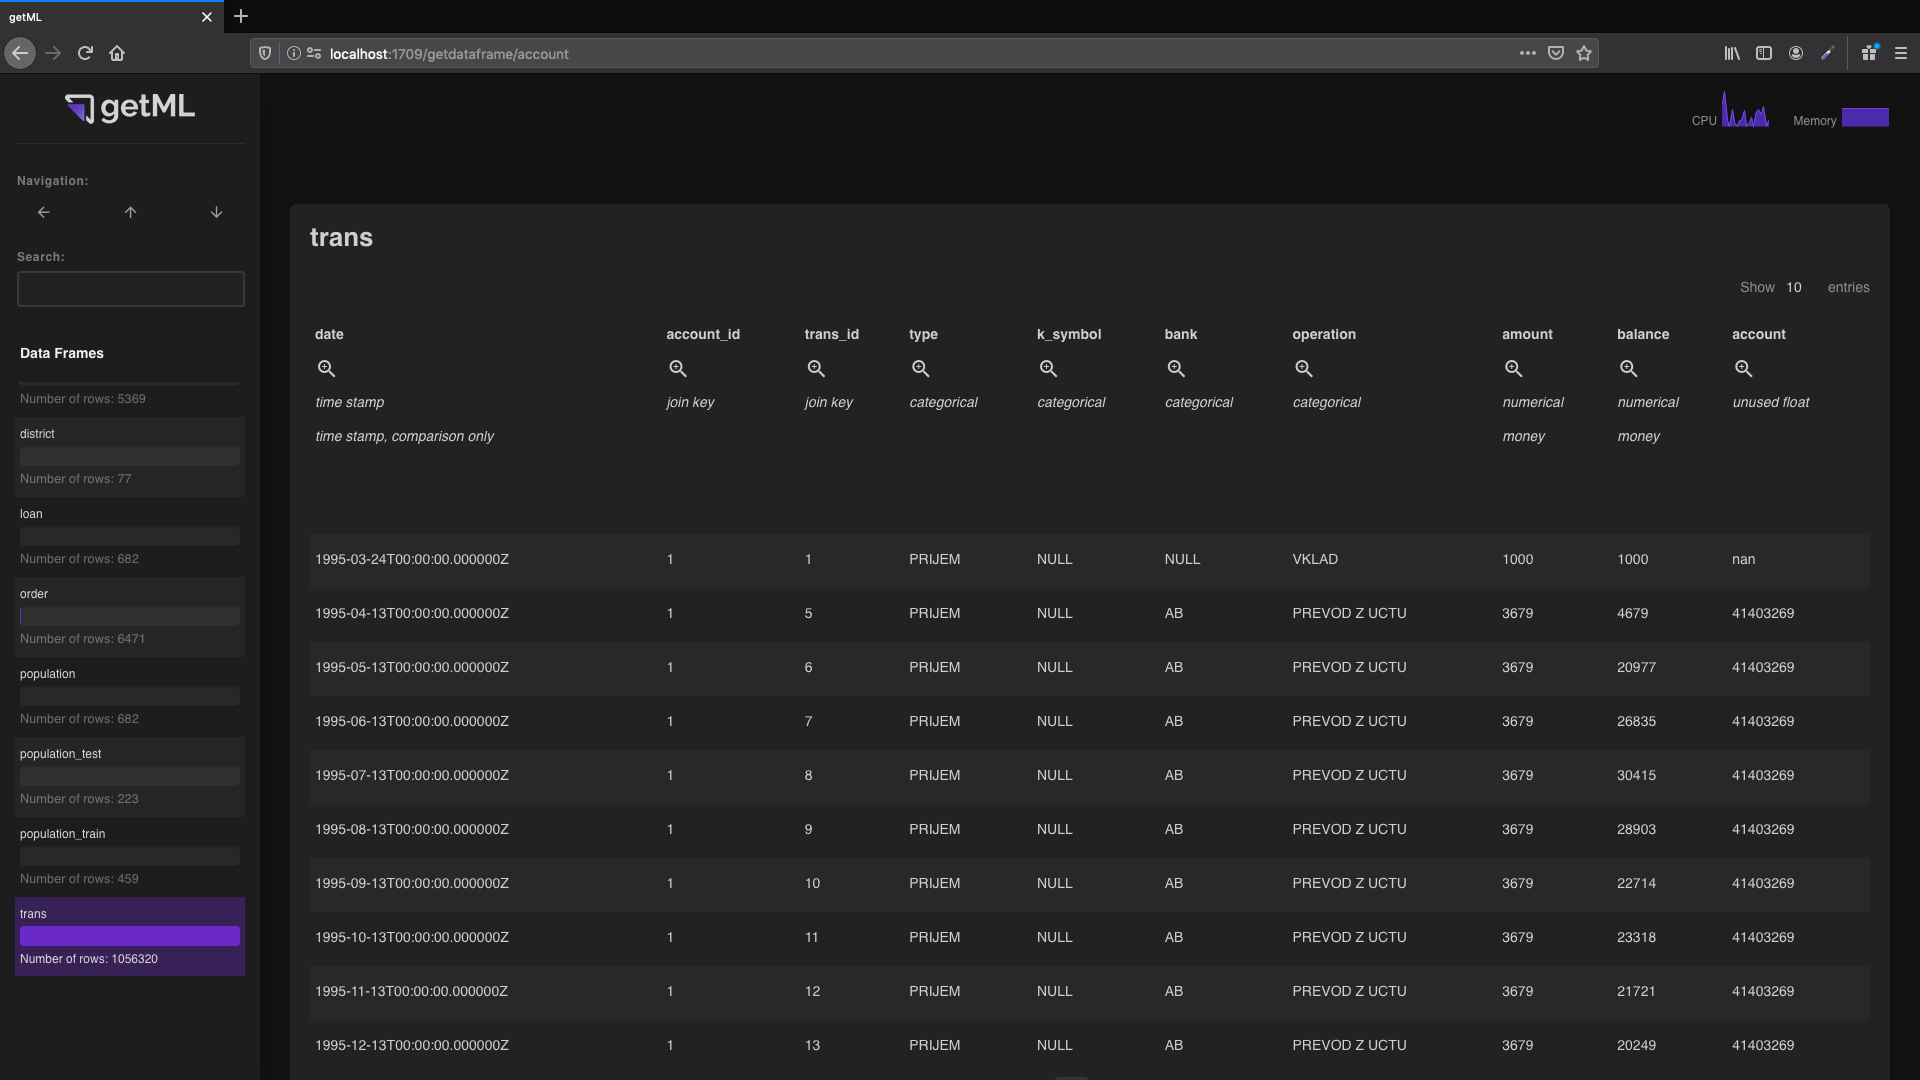 getML
localhost:1709/getdataframe/account
getML
CPU
Memory
Navigation:
Search:
Data Frames
Number of rows: 5369
district
Number of rows: 77
loan
Number of rows: 682
order
Number of rows: 6471
population
Number of rows: 682
population_test
Number of rows: 223
population_train
Number of rows: 459
trans
Number of rows: 1056320
trans
Show 10 entries
date account_id trans_id type k_symbol bank operation amount balance account
time stamp join key join key categorical categorical categorical categorical numerical numerical unused float
time stamp, comparison only money money
1995-03-24T00:00:00.000000Z 1 1 PRIJEM NULL NULL VKLAD 1000 1000 nan
1995-04-13T00:00:00.000000Z 1 5 PRIJEM NULL AB PREVOD Z UCTU 3679 4679 41403269
1995-05-13T00:00:00.000000Z 1 6 PRIJEM NULL AB PREVOD Z UCTU 3679 20977 41403269
1995-06-13T00:00:00.000000Z 1 7 PRIJEM NULL AB PREVOD Z UCTU 3679 26835 41403269
1995-07-13T00:00:00.000000Z 1 8 PRIJEM NULL AB PREVOD Z UCTU 3679 30415 41403269
1995-08-13T00:00:00.000000Z 1 9 PRIJEM NULL AB PREVOD Z UCTU 3679 28903 41403269
1995-09-13T00:00:00.000000Z 1 10 PRIJEM NULL AB PREVOD Z UCTU 3679 22714 41403269
1995-10-13T00:00:00.000000Z 1 11 PRIJEM NULL AB PREVOD Z UCTU 3679 23318 41403269
1995-11-13T00:00:00.000000Z 1 12 PRIJEM NULL AB PREVOD Z UCTU 3679 21721 41403269
1995-12-13T00:00:00.000000Z 1 13 PRIJEM NULL AB PREVOD Z UCTU 3679 20249 41403269